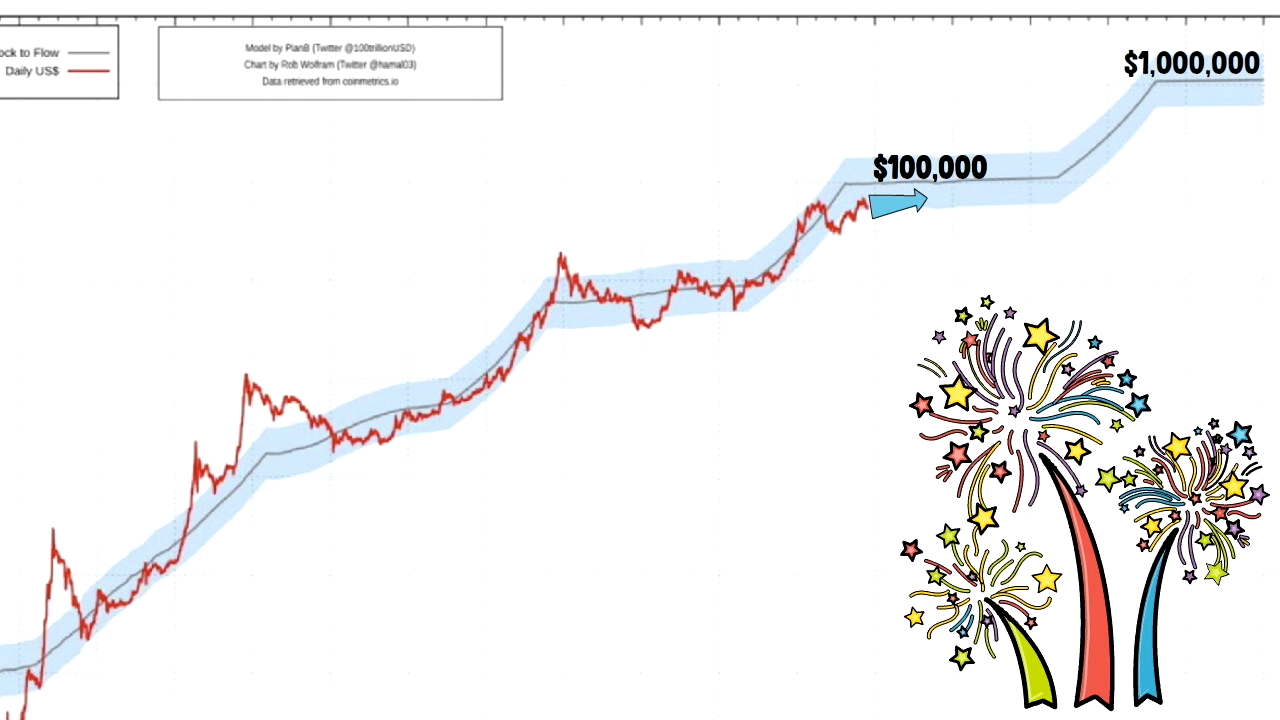 ock to Flow
Daily US$
Model by PlanB (Twitter @100trillionUSD)
Chart by Rob Wolfram (Twitter @hamal03)
Data retrieved from coinmetrics.io
$1,000,000
$100,000